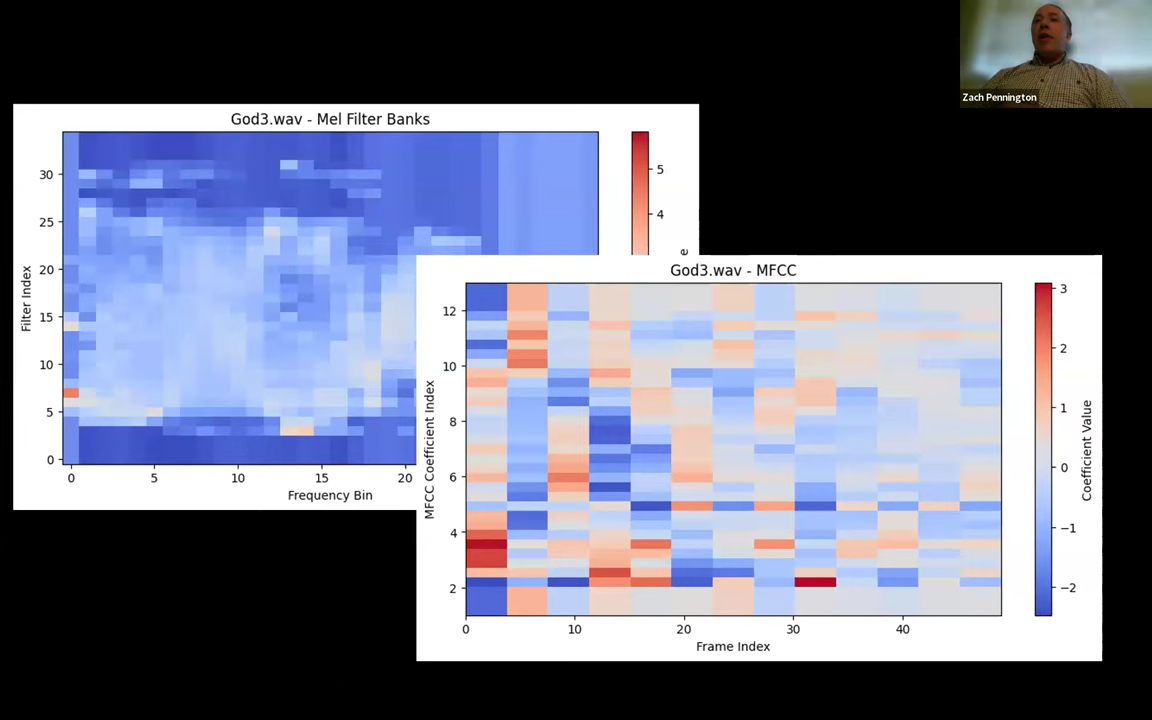 Zach Pennington
God3.wav - Mel Filter Banks
30
25
20
15
10
5
0
Filter Index
0 5 10 15 20
Frequency Bin
5
4
e
God3.wav - MFCC
12
10
8
6
4
2
MFCC Coefficient Index
0 10 20 30 40
Frame Index
3
2
1
0
−1
−2
Coefficient Value